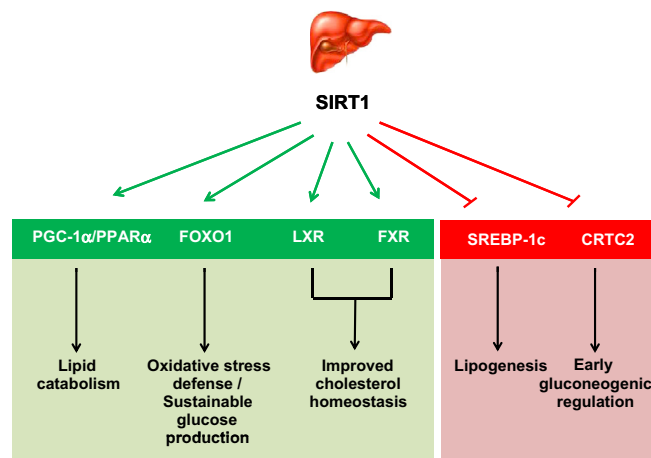 SIRT1
PGC-1α/PPARα
FOXO1
LXR
FXR
SREBP-1c
CRTC2
Lipid
catabolism
Oxidative stress
defense /
Sustainable
glucose
production
Improved
cholesterol
homeostasis
Lipogenesis
Early
gluconeogenic
regulation